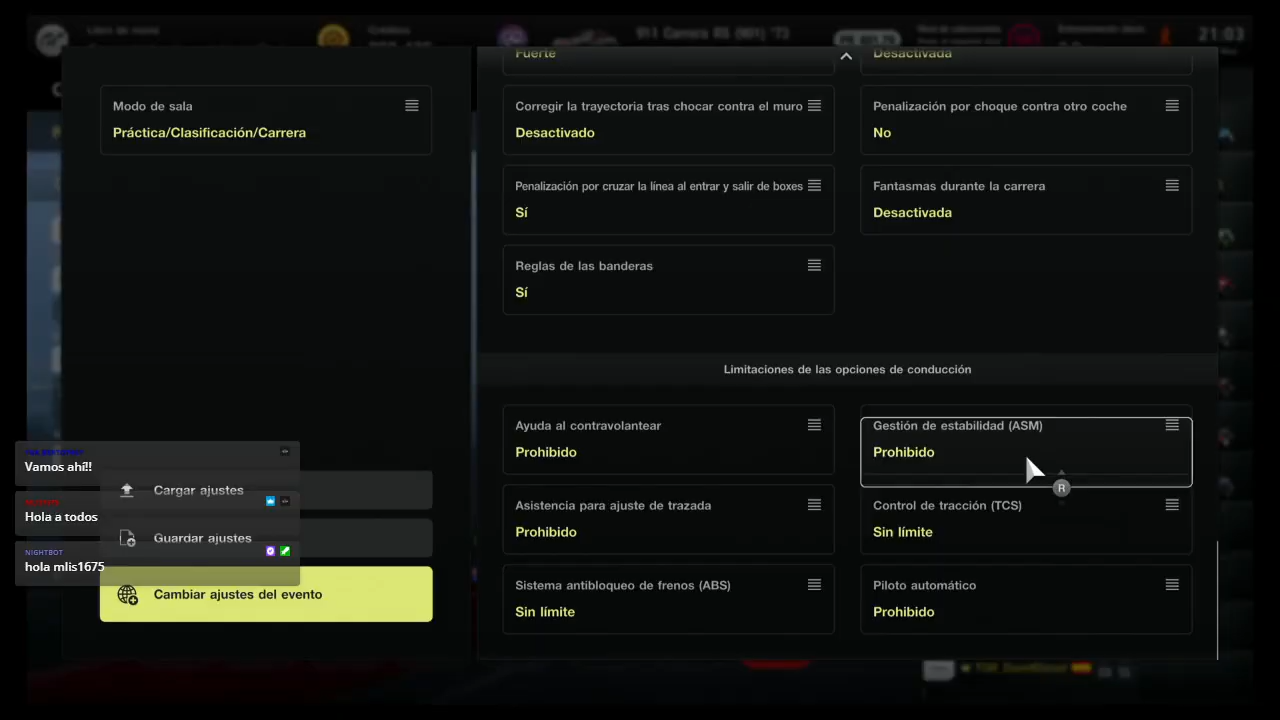 911 Carrera RS (901) '73
21:03
Fuerte
Desactivada
Modo de sala
Práctica/Clasificación/Carrera
Corregir la trayectoria tras chocar contra el muro
Desactivado
Penalización por choque contra otro coche
No
Penalización por cruzar la línea al entrar y salir de boxes
Sí
Fantasmas durante la carrera
Desactivada
Reglas de las banderas
Sí
Limitaciones de las opciones de conducción
Ayuda al contravolantear
Prohibido
Gestión de estabilidad (ASM)
Prohibido
R
Asistencia para ajuste de trazada
Prohibido
Control de tracción (TCS)
Sin límite
Sistema antibloqueo de frenos (ABS)
Sin límite
Piloto automático
Prohibido
Vamos ahí!!
Cargar ajustes
Hola a todos
Guardar ajustes
NIGHTBOT
hola mlis1675
Cambiar ajustes del evento